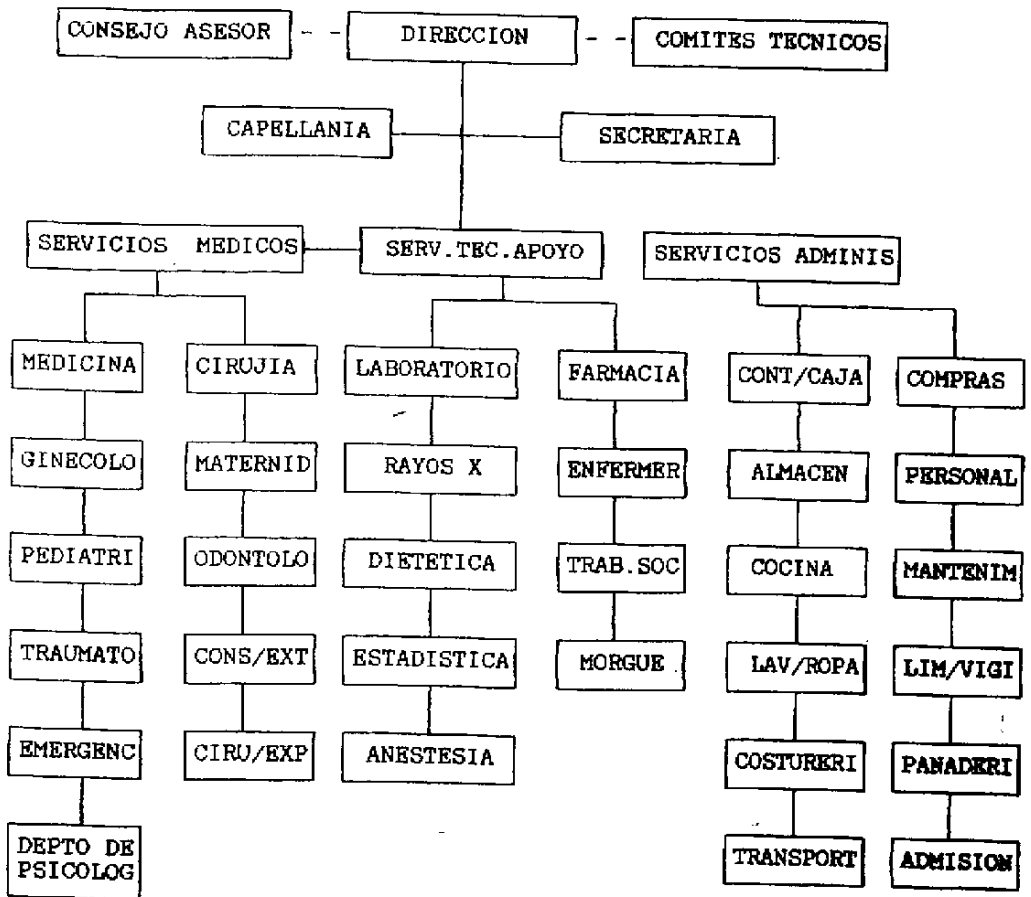 CONSEJO ASESOR
DIRECCION
COMITES TECNICOS
CAPELLANIA
SECRETARIA
SERVICIOS MEDICOS
SERV.TEC.APOYO
SERVICIOS ADMINIS
MEDICINA
CIRUJIA
LABORATORIO
FARMACIA
CONT/CAJA
COMPRAS
GINECOLO
MATERNID
RAYOS X
ENFERMER
ALMACEN
PERSONAL
PEDIATRI
ODONTOLO
DIETETICA
TRAB.SOC
COCINA
MANTENIM
TRAUMATO
CONS/EXT
ESTADISTICA
MORGUE
LAV/ROPA
LIM/VIGI
EMERGENC
CIRU/EXP
ANESTESIA
COSTURERI
PANADERI
DEPTO DE
PSICOLOG
TRANSPORT
ADMISION